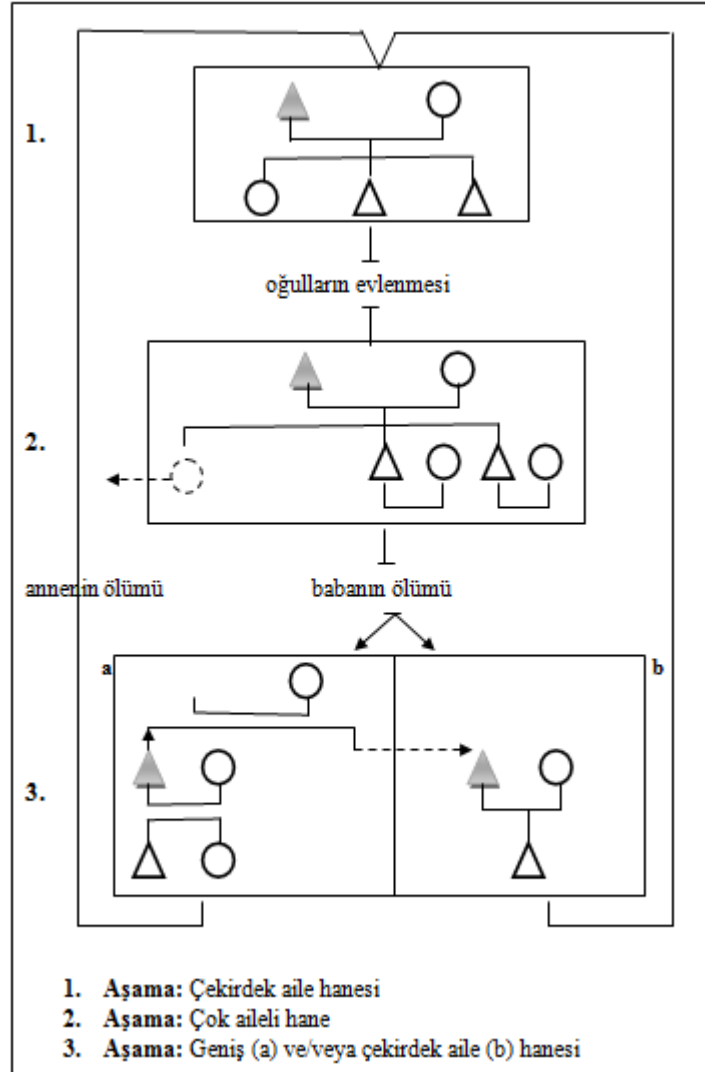 1.
oğulların evlenmesi
2.
annenin ölümü
babanın ölümü
a
b
3.
1. Aşama: Çekirdek aile hanesi
2. Aşama: Çok aileli hane
3. Aşama: Geniş (a) ve/veya çekirdek aile (b) hanesi